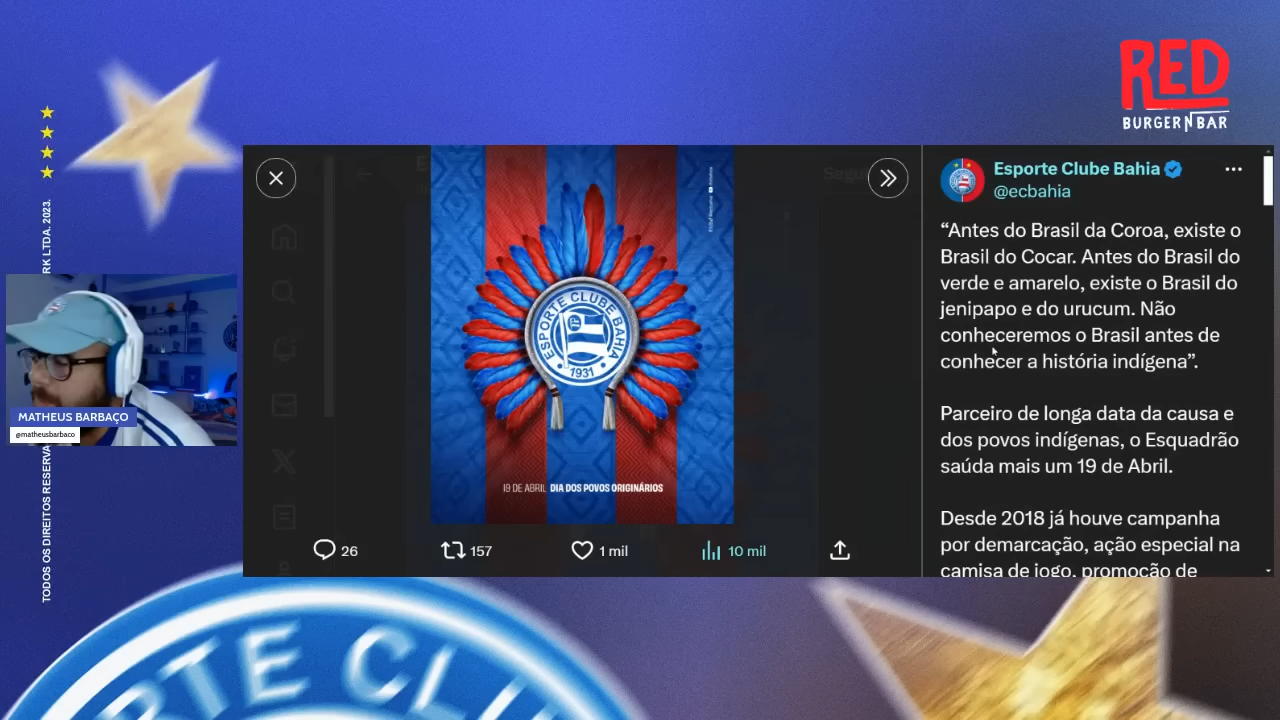 RED
BURGER N BAR
TODOS OS DIREITOS RESERVA
RK LTDA. 2023.
MATHEUS BARBAÇO
@matheusbarbaco
ESPORTE CLUBE BAHIA
1931
19 DE ABRIL DIA DOS POVOS ORIGINÁRIOS
26
157
1 mil
10 mil
Esporte Clube Bahia
@ecbahia
“Antes do Brasil da Coroa, existe o
Brasil do Cocar. Antes do Brasil do
verde e amarelo, existe o Brasil do
jenipapo e do urucum. Não
conheceremos o Brasil antes de
conhecer a história indígena”.
Parceiro de longa data da causa e
dos povos indígenas, o Esquadrão
saúda mais um 19 de Abril.
Desde 2018 já houve campanha
por demarcação, ação especial na
camisa de jogo, promoção de
RTE CL